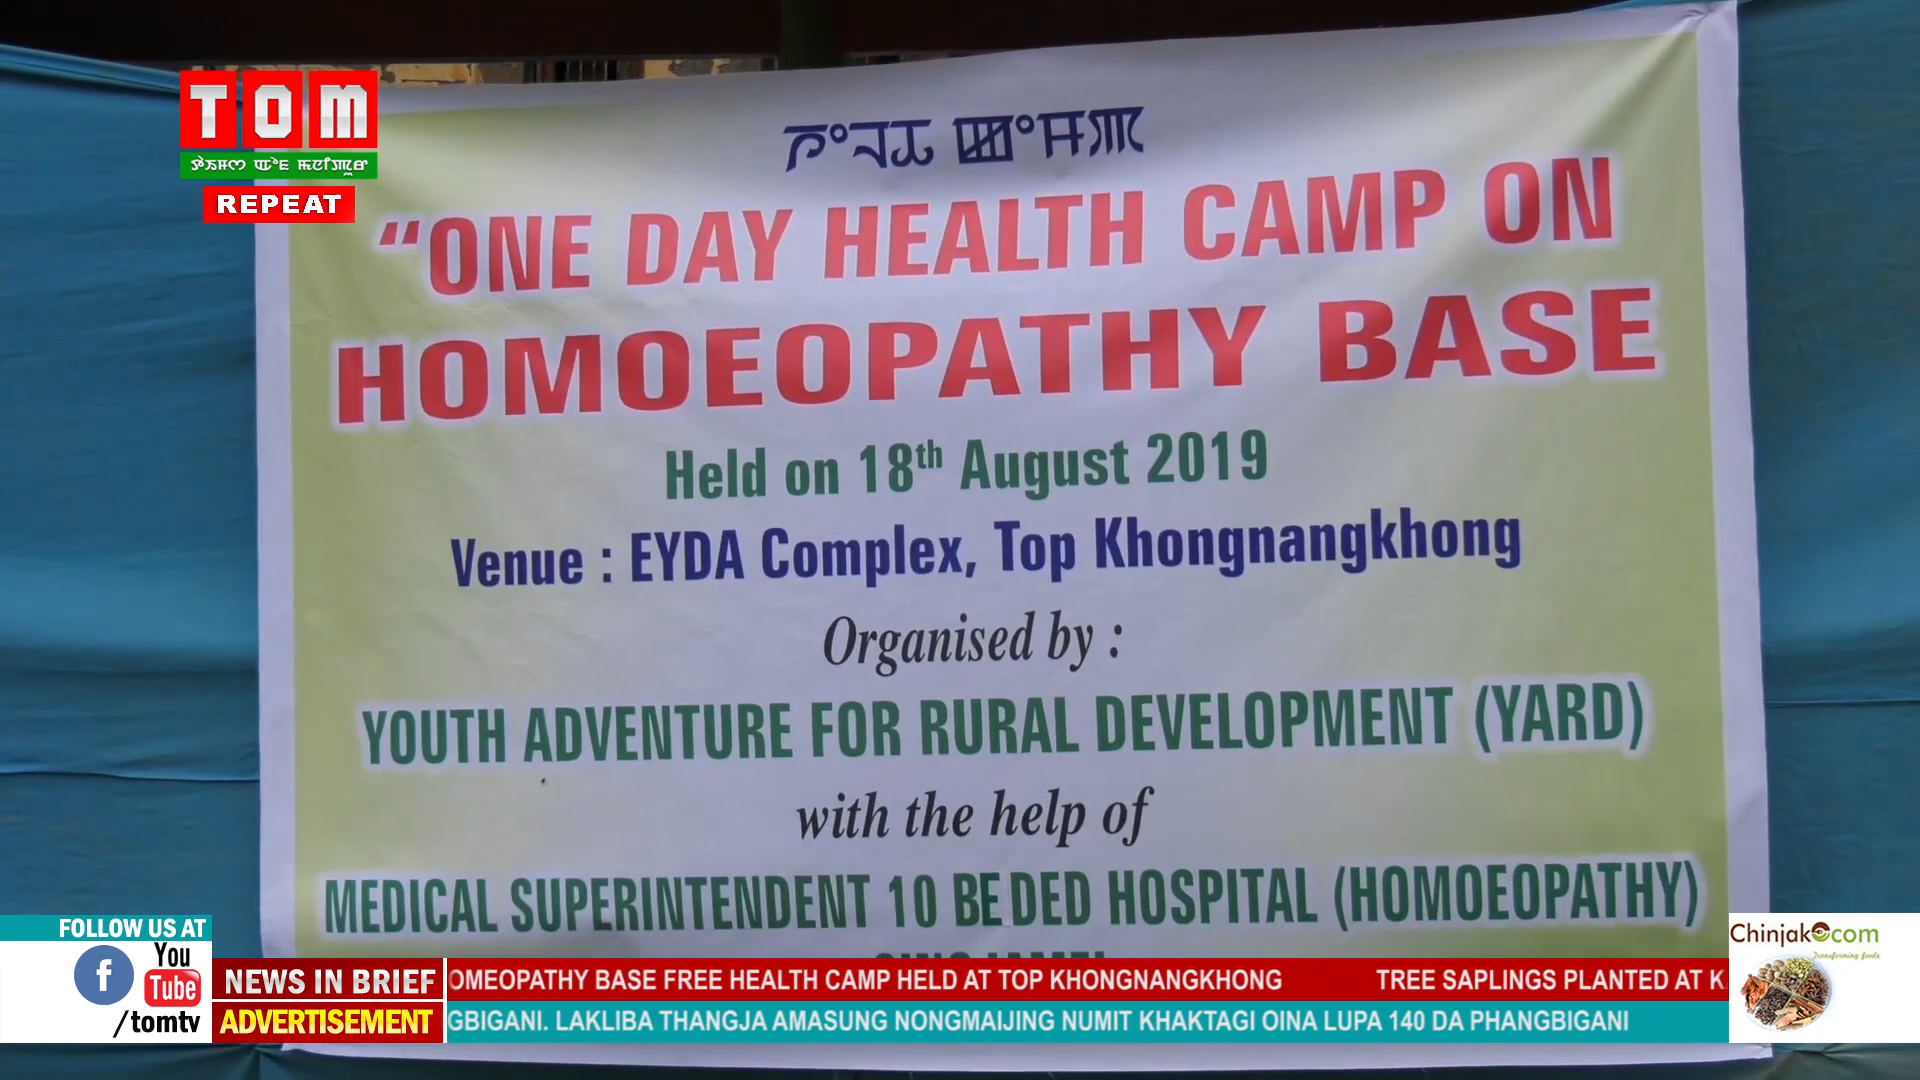 TOM
REPEAT
"ONE DAY HEALTH CAMP ON
HOMOEOPATHY BASE
Held on 18th August 2019
Venue : EYDA Complex, Top Khongnangkhong
Organised by :
YOUTH ADVENTURE FOR RURAL DEVELOPMENT (YARD)
with the help of
MEDICAL SUPERINTENDENT 10 BEDED HOSPITAL (HOMOEOPATHY)
FOLLOW US AT
f
You Tube
/tomtv
NEWS IN BRIEF
OMEOPATHY BASE FREE HEALTH CAMP HELD AT TOP KHONGNANGKHONG TREE SAPLINGS PLANTED AT K
ADVERTISEMENT
GBIGANI. LAKLIBA THANGJA AMASUNG NONGMAIJING NUMIT KHAKTAGI OINA LUPA 140 DA PHANGBIGANI
Chinjak.com
Transforming foods